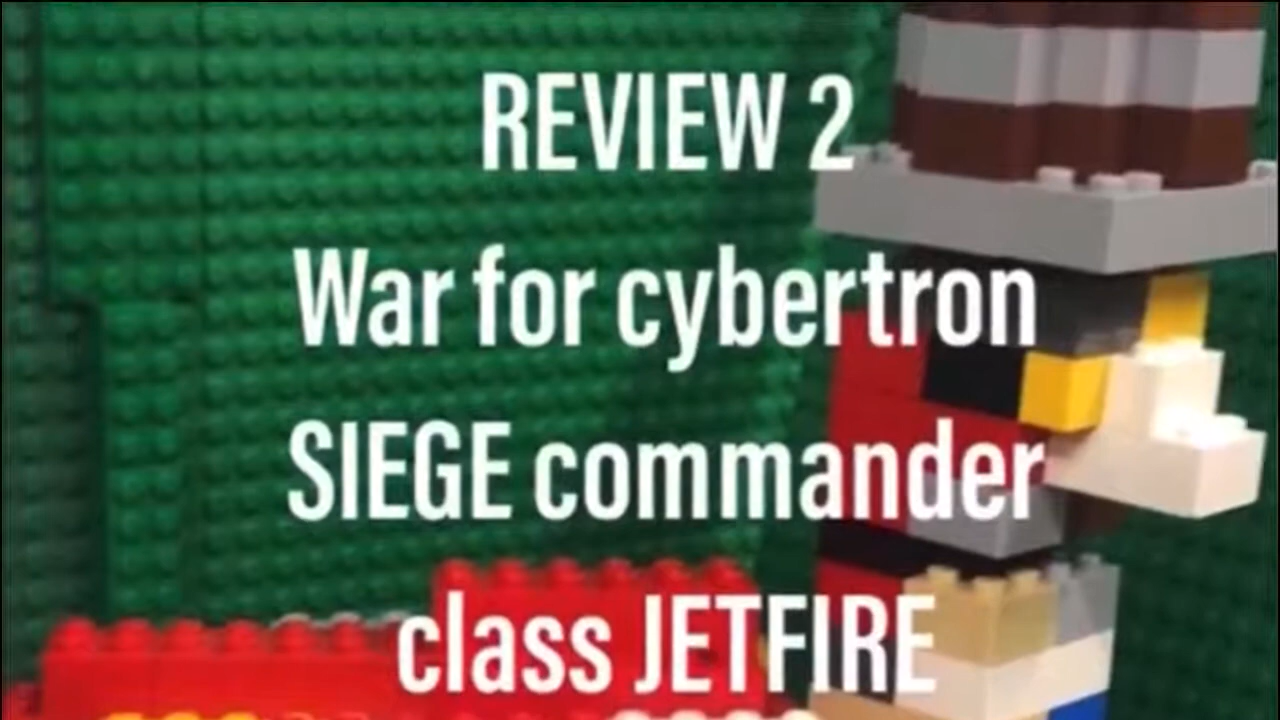 REVIEW 2
War for cybertron
SIEGE commander
class JETFIRE